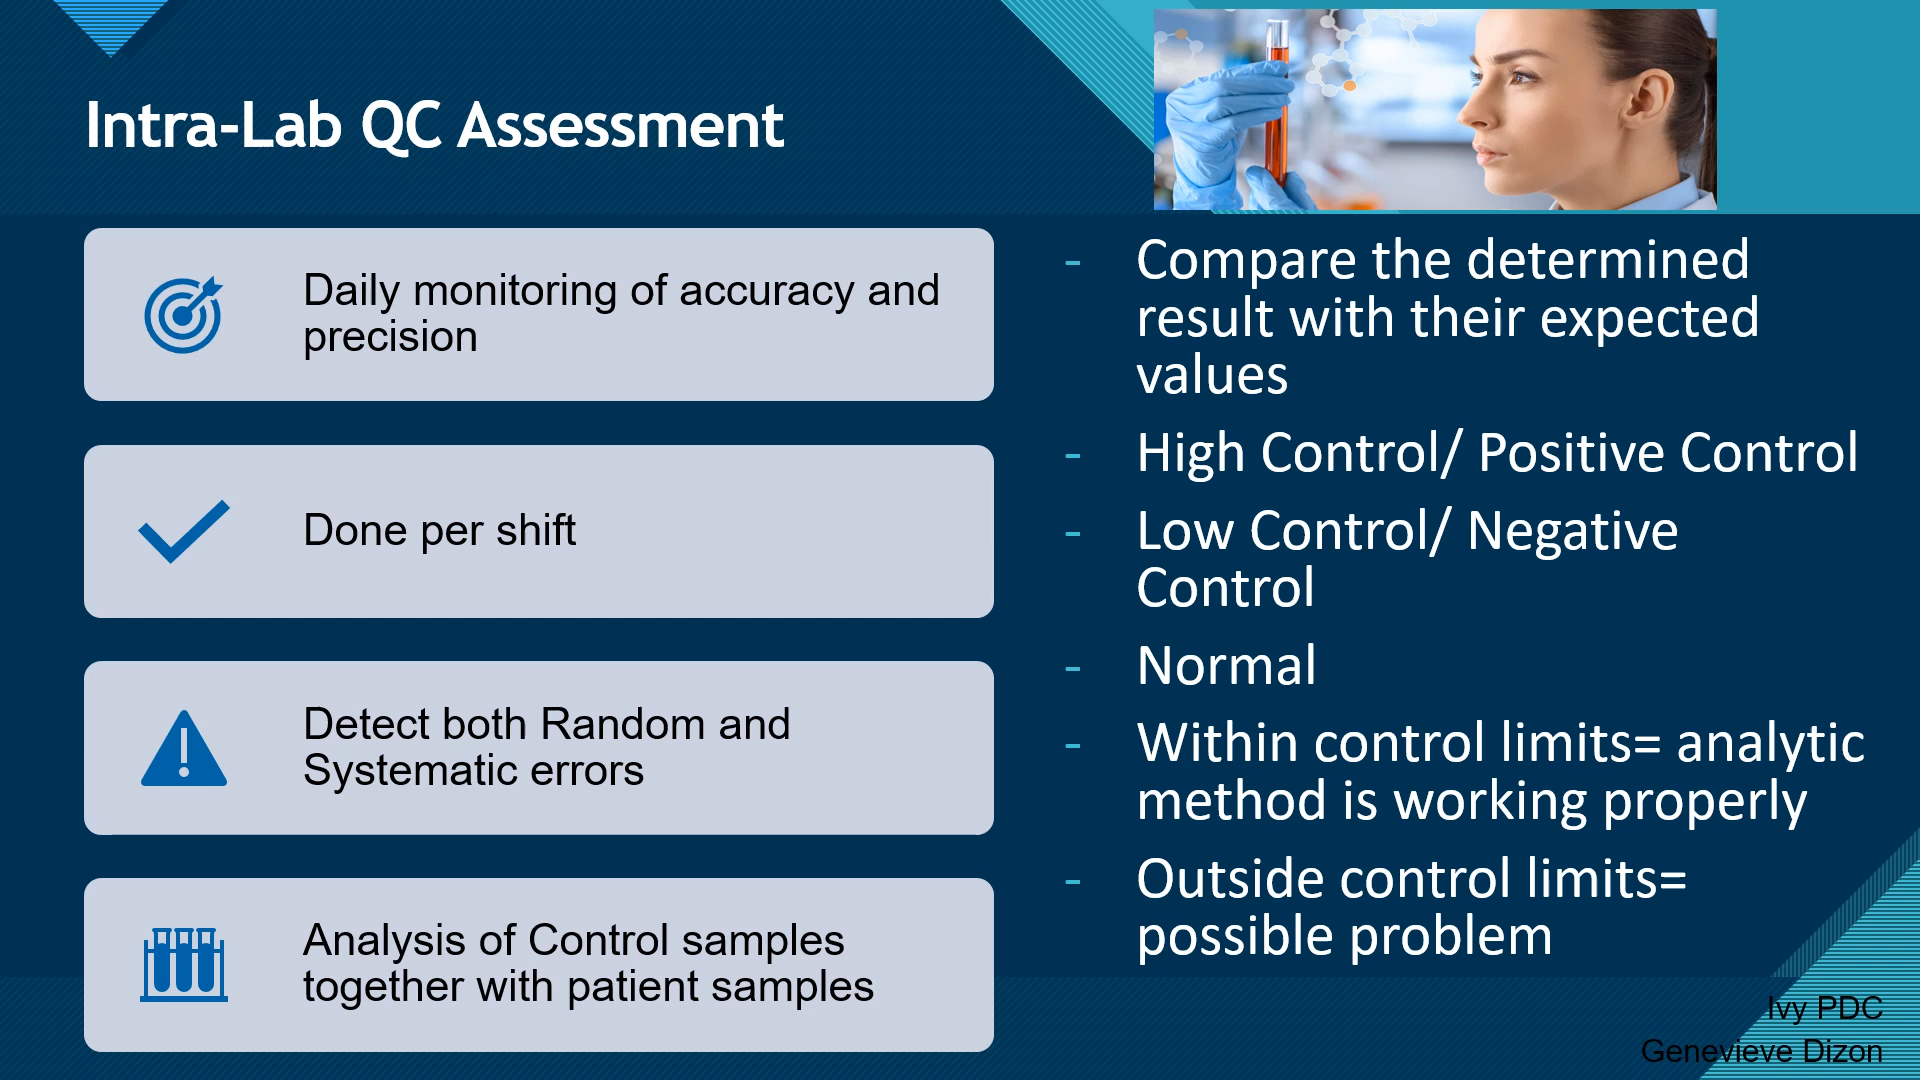 Intra-Lab QC Assessment
Daily monitoring of accuracy and
precision
Done per shift
Detect both Random and
Systematic errors
Analysis of Control samples
together with patient samples
- Compare the determined
result with their expected
values
- High Control/ Positive Control
- Low Control/ Negative
Control
- Normal
- Within control limits= analytic
method is working properly
- Outside control limits=
possible problem
Ivy PDC
Genevieve Dizon